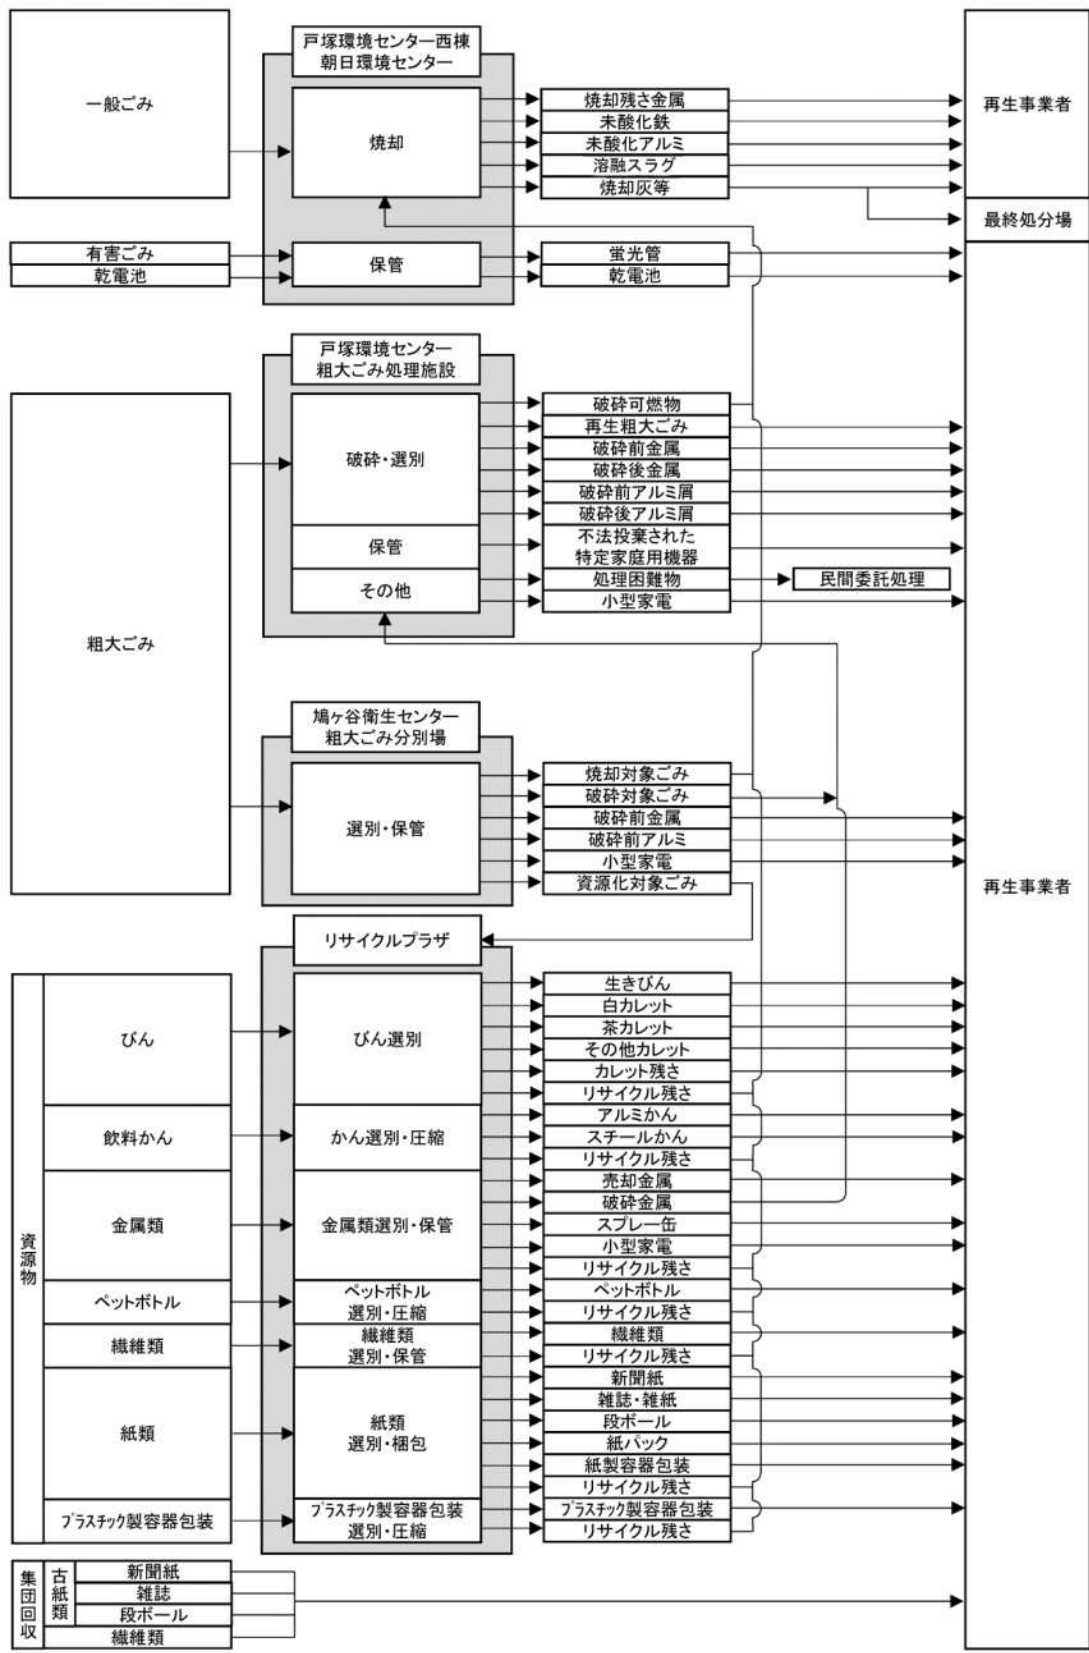 一般ごみ
戸塚環境センター西棟
朝日環境センター
焼却
焼却残さ金属
未酸化鉄
未酸化アルミ
溶融スラグ
焼却灰等
再生事業者
最終処分場
有害ごみ
乾電池
保管
蛍光管
乾電池
戸塚環境センター
粗大ごみ処理施設
粗大ごみ
破砕・選別
保管
その他
破砕可燃物
再生粗大ごみ
破砕前金属
破砕後金属
破砕前アルミ屑
破砕後アルミ屑
不法投棄された
特定家庭用機器
処理困難物
小型家電
民間委託処理
鳩ヶ谷衛生センター
粗大ごみ分別場
選別・保管
焼却対象ごみ
破砕対象ごみ
破砕前金属
破砕前アルミ
小型家電
資源化対象ごみ
再生事業者
リサイクルプラザ
資源物
びん
びん選別
生きびん
白カレット
茶カレット
その他カレット
カレット残さ
リサイクル残さ
飲料かん
かん選別・圧縮
アルミかん
スチールかん
リサイクル残さ
金属類
金属類選別・保管
売却金属
破砕金属
スプレー缶
小型家電
リサイクル残さ
ペットボトル
ペットボトル
選別・圧縮
ペットボトル
リサイクル残さ
繊維類
繊維類
選別・保管
繊維類
リサイクル残さ
紙類
紙類
選別・梱包
新聞紙
雑誌・雑紙
段ボール
紙パック
紙製容器包装
リサイクル残さ
プラスチック製容器包装
プラスチック製容器包装
選別・圧縮
プラスチック製容器包装
リサイクル残さ
集団回収
古紙類
新聞紙
雑誌
段ボール
繊維類